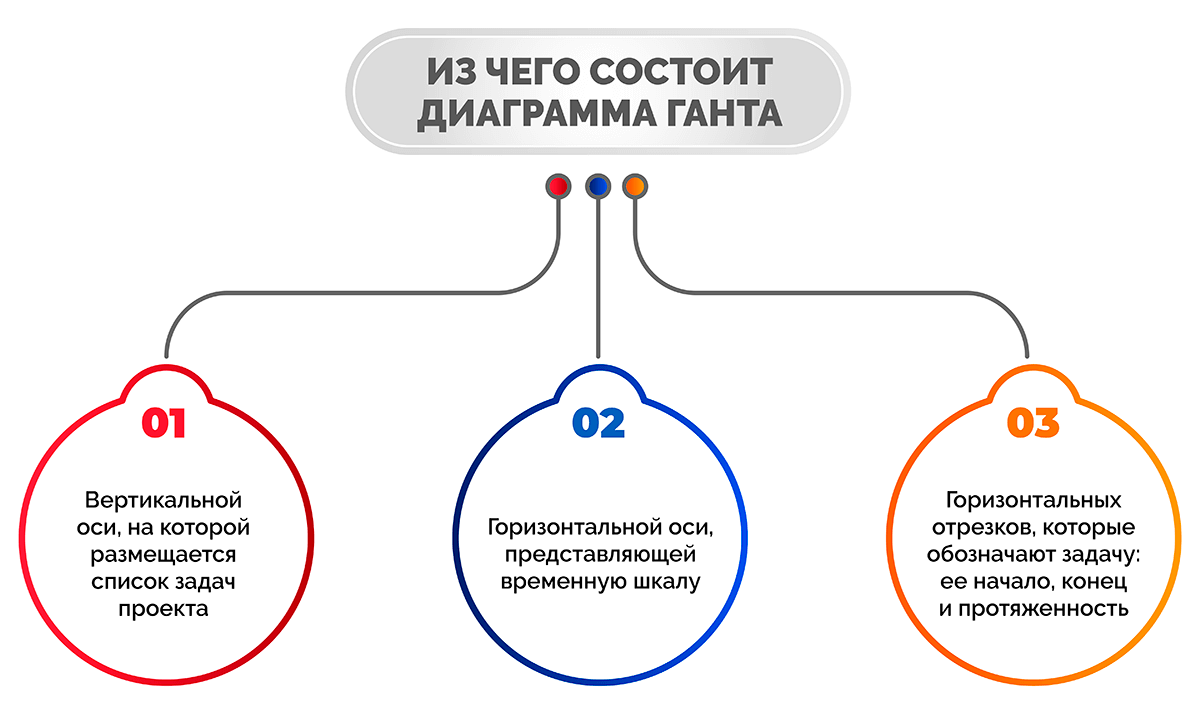 ИЗ ЧЕГО СОСТОИТ
ДИАГРАММА ГАНТА
01
Вертикальной
оси, на которой
размещается
список задач
проекта
02
Горизонтальной оси,
представляющей
временную шкалу
03
Горизонтальных
отрезков, которые
обозначают задачу:
ее начало, конец
и протяженность